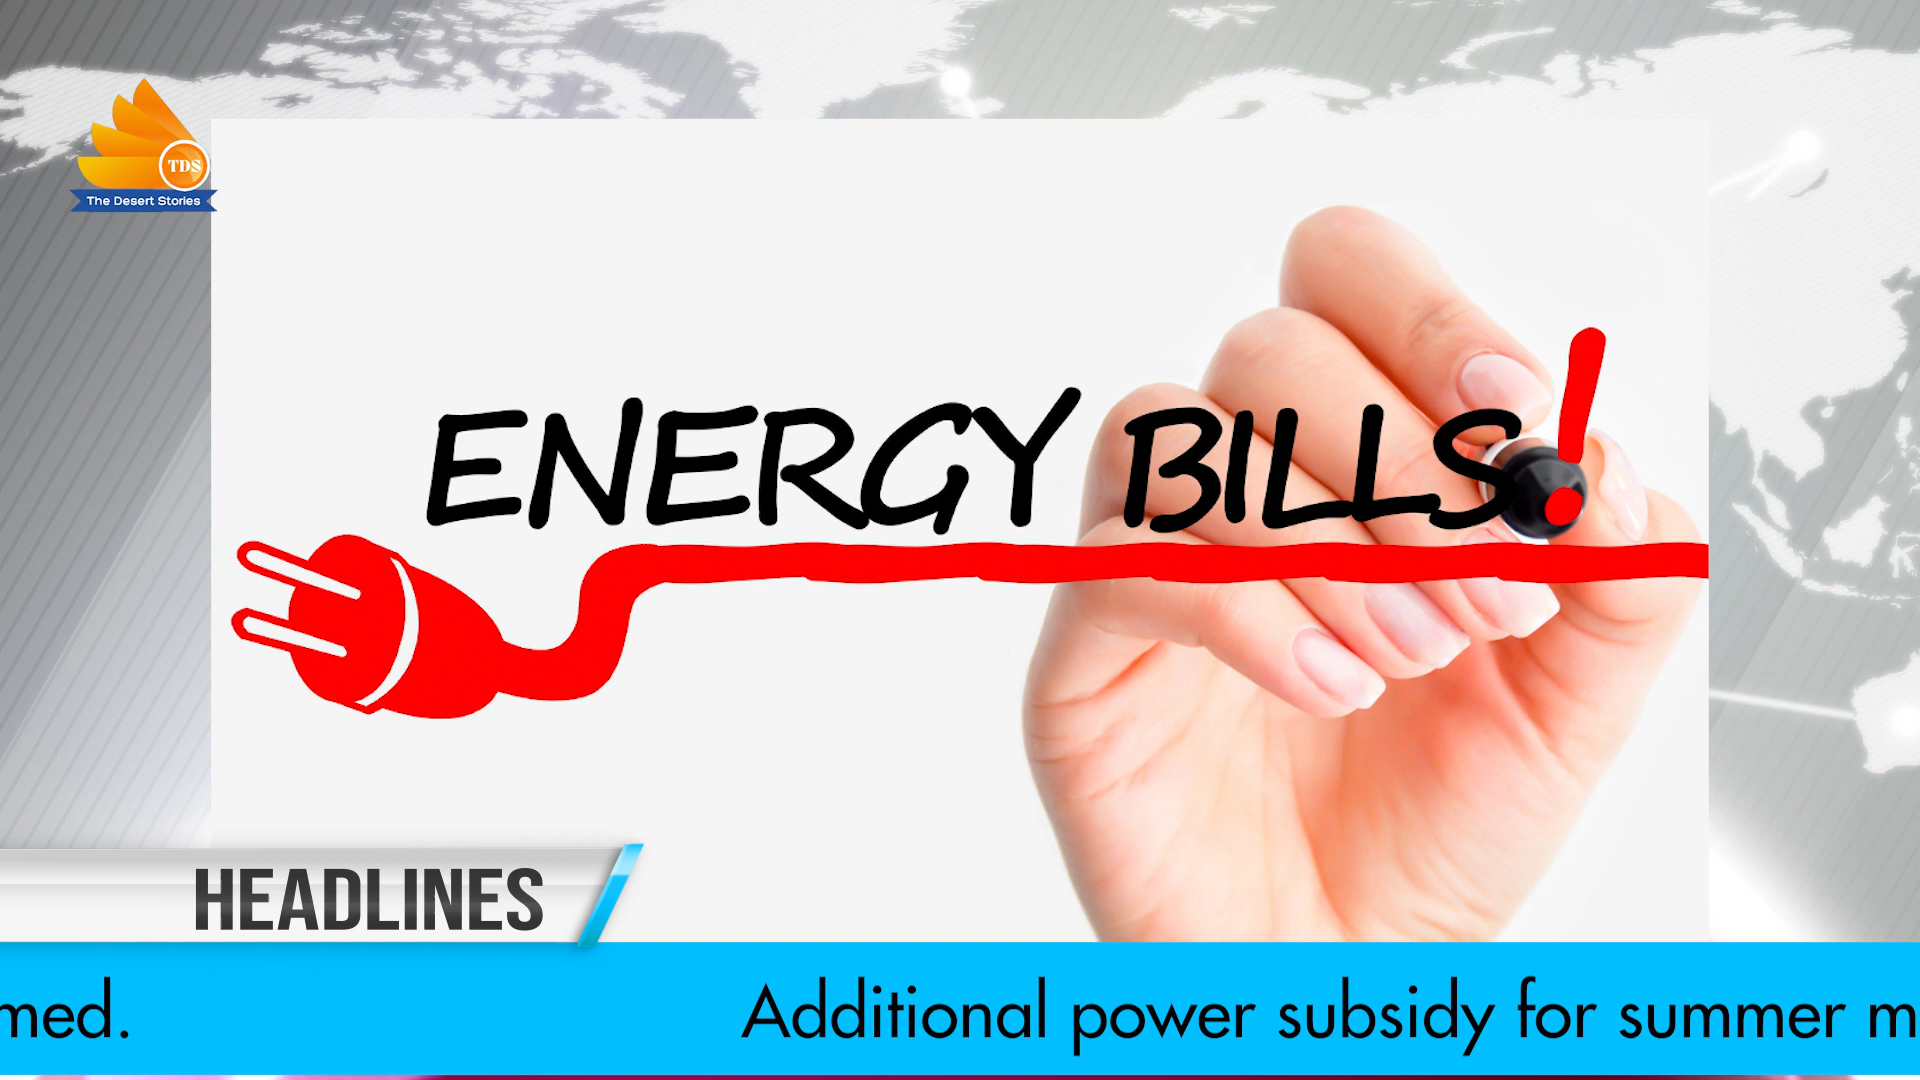 TDS
The Desert Stories
ENERGY BILLS!
HEADLINES
med. Additional power subsidy for summer m